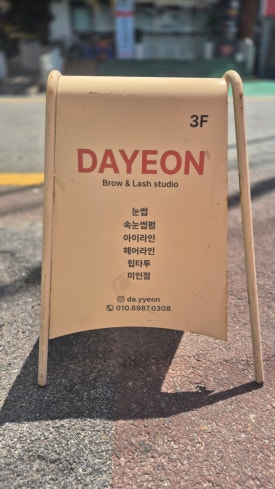 3F
DAYEON
Brow & Lash studio
눈썹
속눈썹펌
아이라인
헤어라인
립타투
미인점
da.yyeon
010.8987.0308